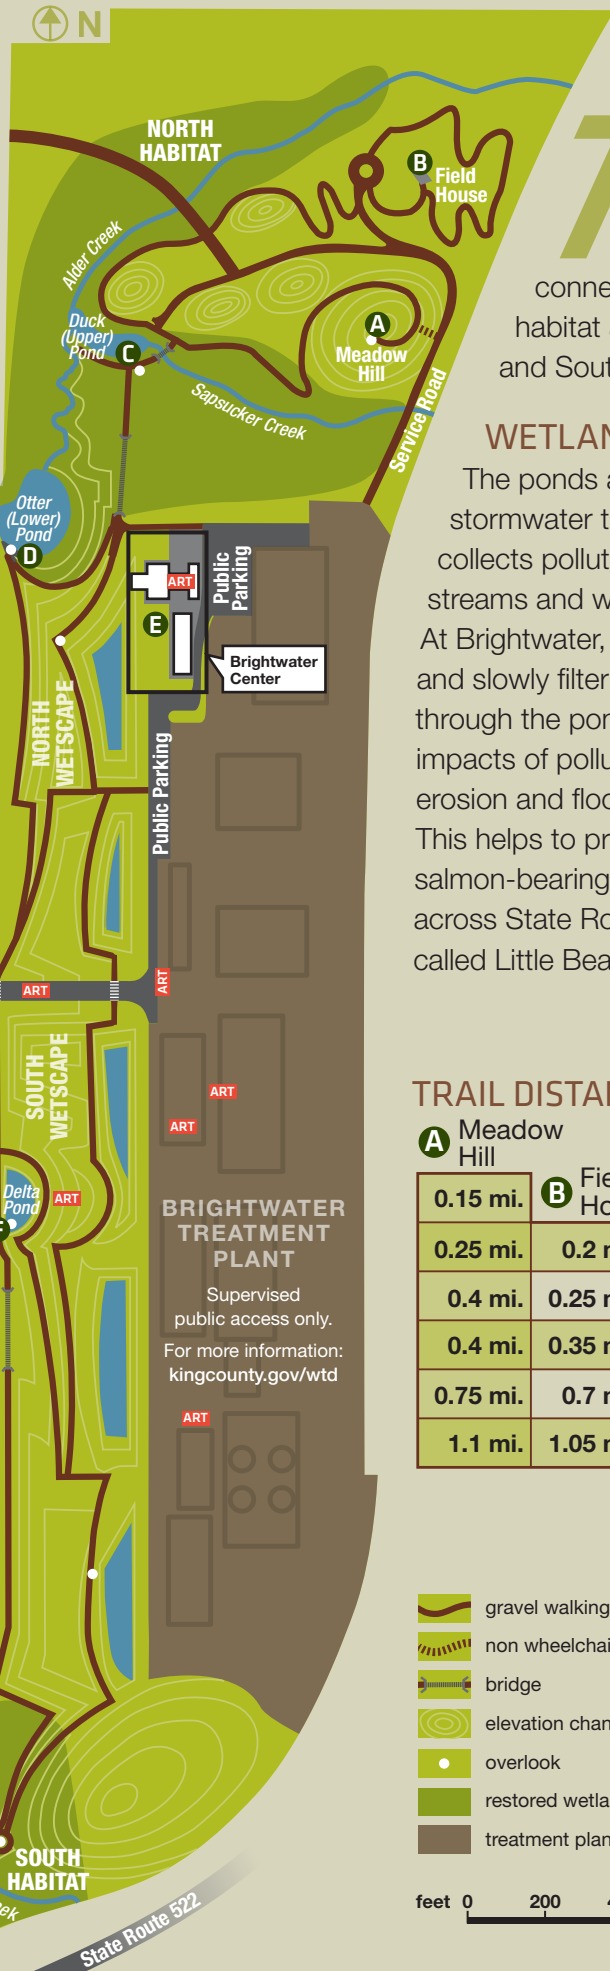 N
NORTH
HABITAT
B
Field
House
Alder Creek
Duck
(Upper)
Pond
C
A
Meadow
Hill
Sapsucker Creek
Service Road
Otter
(Lower)
Pond
D
ART
E
Public
Parking
Brightwater
Center
NORTH
WETSCAPE
Public Parking
ART
ART
SOUTH
WETSCAPE
ART
ART
Delta
Pond
ART
BRIGHTWATER
TREATMENT
PLANT
Supervised
public access only.
For more information:
kingcounty.gov/wtd
ART
SOUTH
HABITAT
State Route 522
conne
habitat
and Sout
WETLAN
The ponds a
stormwater t
collects pollut
streams and w
At Brightwater,
and slowly filter
through the pon
impacts of pollu
erosion and floo
This helps to pr
salmon-bearing
across State Ro
called Little Bea
TRAIL DISTA
A Meadow
Hill
B Fie
Ho
0.15 mi.
0.25 mi. 0.2 m
0.4 mi. 0.25 m
0.4 mi. 0.35 m
0.75 mi. 0.7 m
1.1 mi. 1.05 m
gravel walking
non wheelchai
bridge
elevation chan
overlook
restored wetla
treatment plan
feet 0 200